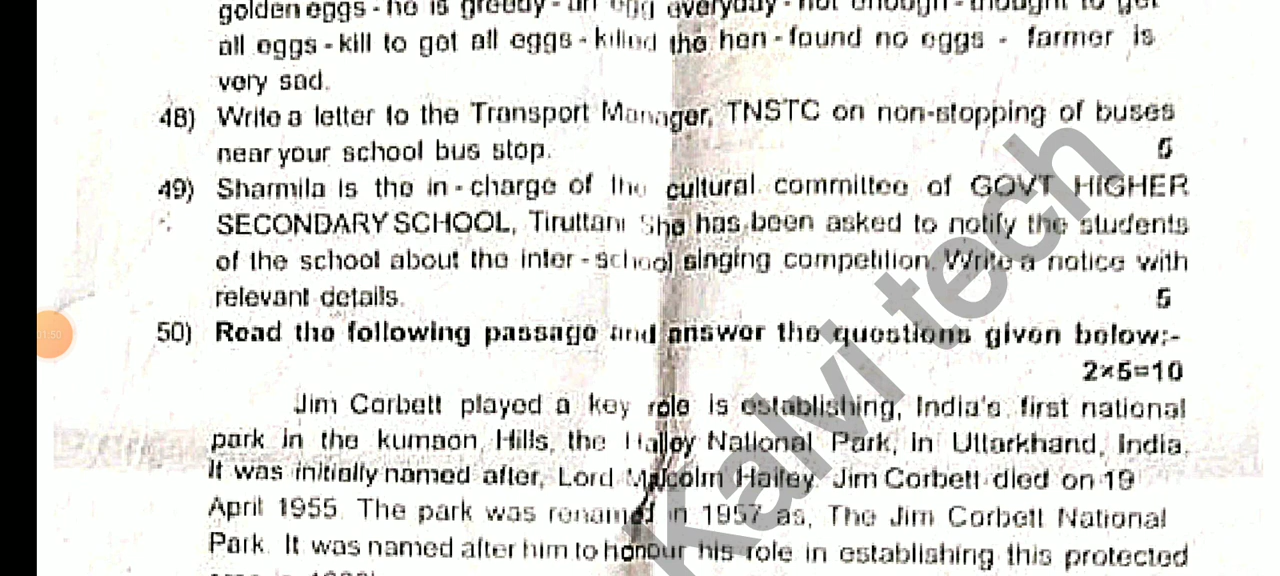 golden eggs - he is greedy - an egg everyday - not enough - thought to get
all eggs - kill to get all eggs - killed the hen - found no eggs - farmer is
very sad.
48) Write a letter to the Transport Manager, TNSTC on non-stopping of buses
near your school bus stop. 5
49) Sharmila is the in - charge of the cultural committee of GOVT HIGHER
SECONDARY SCHOOL, Tiruttani She has been asked to notify the students
of the school about the inter - school singing competition. Write a notice with
relevant details. 5
01:50
50) Read the following passage and answer the questions given below:-
2×5=10
Jim Corbett played a key role is establishing, India's first national
park in the kumaon Hills, the Hailey National Park, in Uttarkhand, India.
It was initially named after, Lord Malcolm Hailey Jim Corbett died on 19
April 1955. The park was renamed in 1957 as, The Jim Corbett National
Park. It was named after him to honour his role in establishing this protected
Kalvi tech